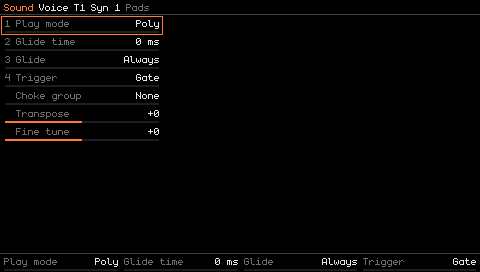 Sound Voice T1 Syn 1 Pads
1 Play mode Poly
2 Glide time 0 ms
3 Glide Always
4 Trigger Gate
Choke group None
Transpose +0
Fine tune +0
Play mode Poly Glide time 0 ms Glide Always Trigger Gate